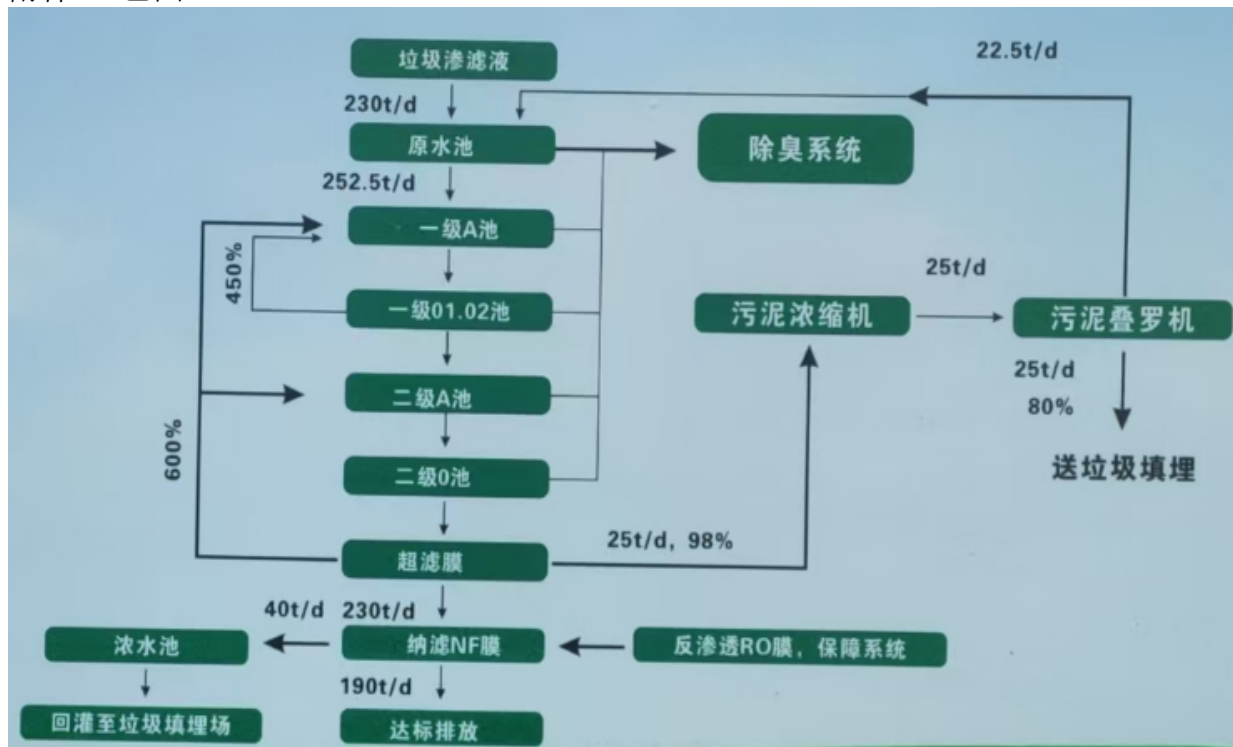 垃圾渗滤液
22.5t/d
230t/d
原水池
除臭系统
252.5t/d
一级A池
450%
25t/d
一级01.02池
污泥浓缩机
污泥叠罗机
25t/d
80%
二级A池
600%
送垃圾填埋
二级0池
25t/d, 98%
超滤膜
40t/d
230t/d
浓水池
纳滤NF膜
反渗透RO膜，保障系统
190t/d
回灌至垃圾填埋场
达标排放